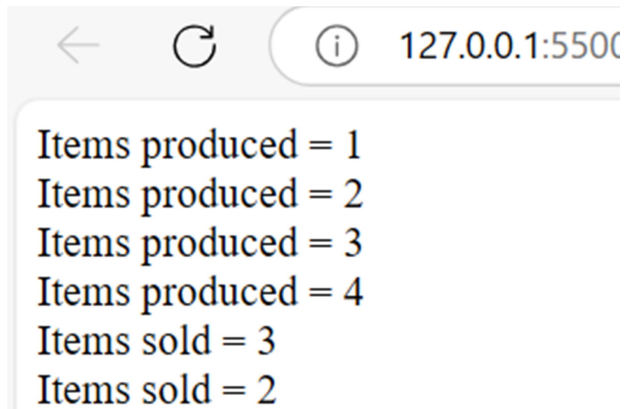 127.0.0.1:5500
Items produced = 1
Items produced = 2
Items produced = 3
Items produced = 4
Items sold = 3
Items sold = 2